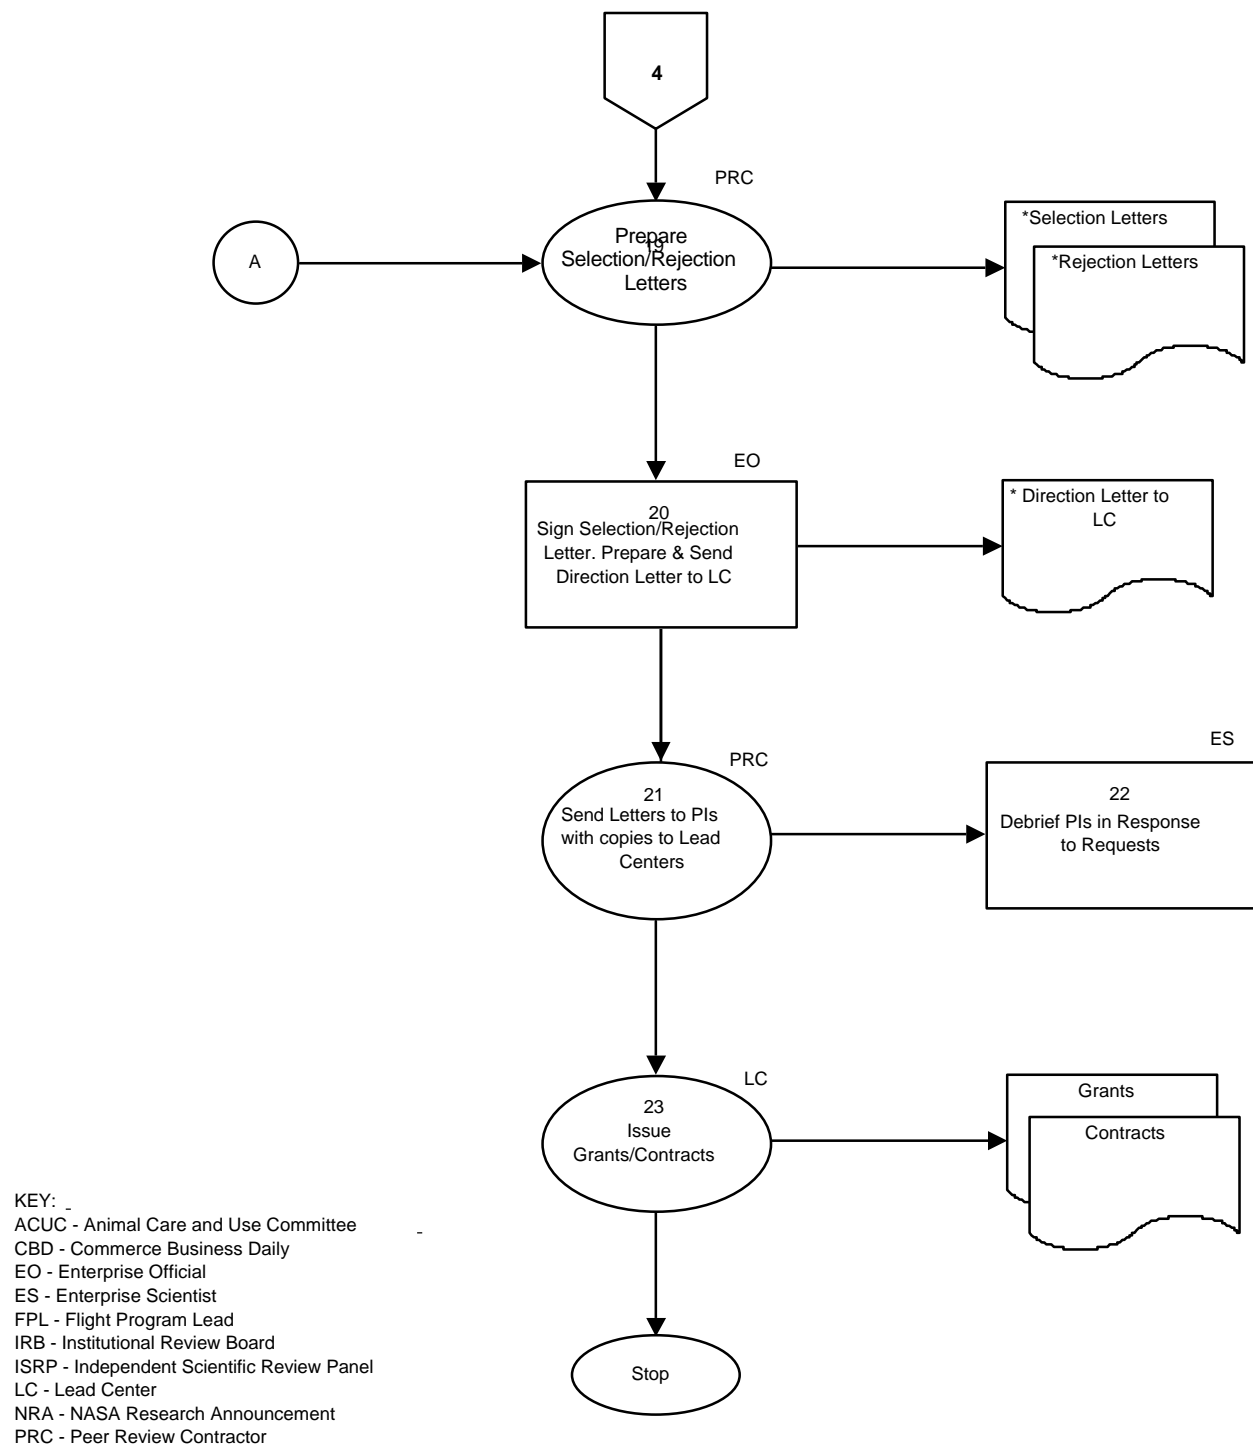 4
PRC
A
Prepare
19
Selection/Rejection
Letters
*Selection Letters
*Rejection Letters
EO
20
Sign Selection/Rejection
Letter. Prepare & Send
Direction Letter to LC
* Direction Letter to
LC
PRC
21
Send Letters to PIs
with copies to Lead
Centers
ES
22
Debrief PIs in Response
to Requests
LC
23
Issue
Grants/Contracts
Grants
Contracts
Stop
KEY:
ACUC - Animal Care and Use Committee
CBD - Commerce Business Daily
EO - Enterprise Official
ES - Enterprise Scientist
FPL - Flight Program Lead
IRB - Institutional Review Board
ISRP - Independent Scientific Review Panel
LC - Lead Center
NRA - NASA Research Announcement
PRC - Peer Review Contractor